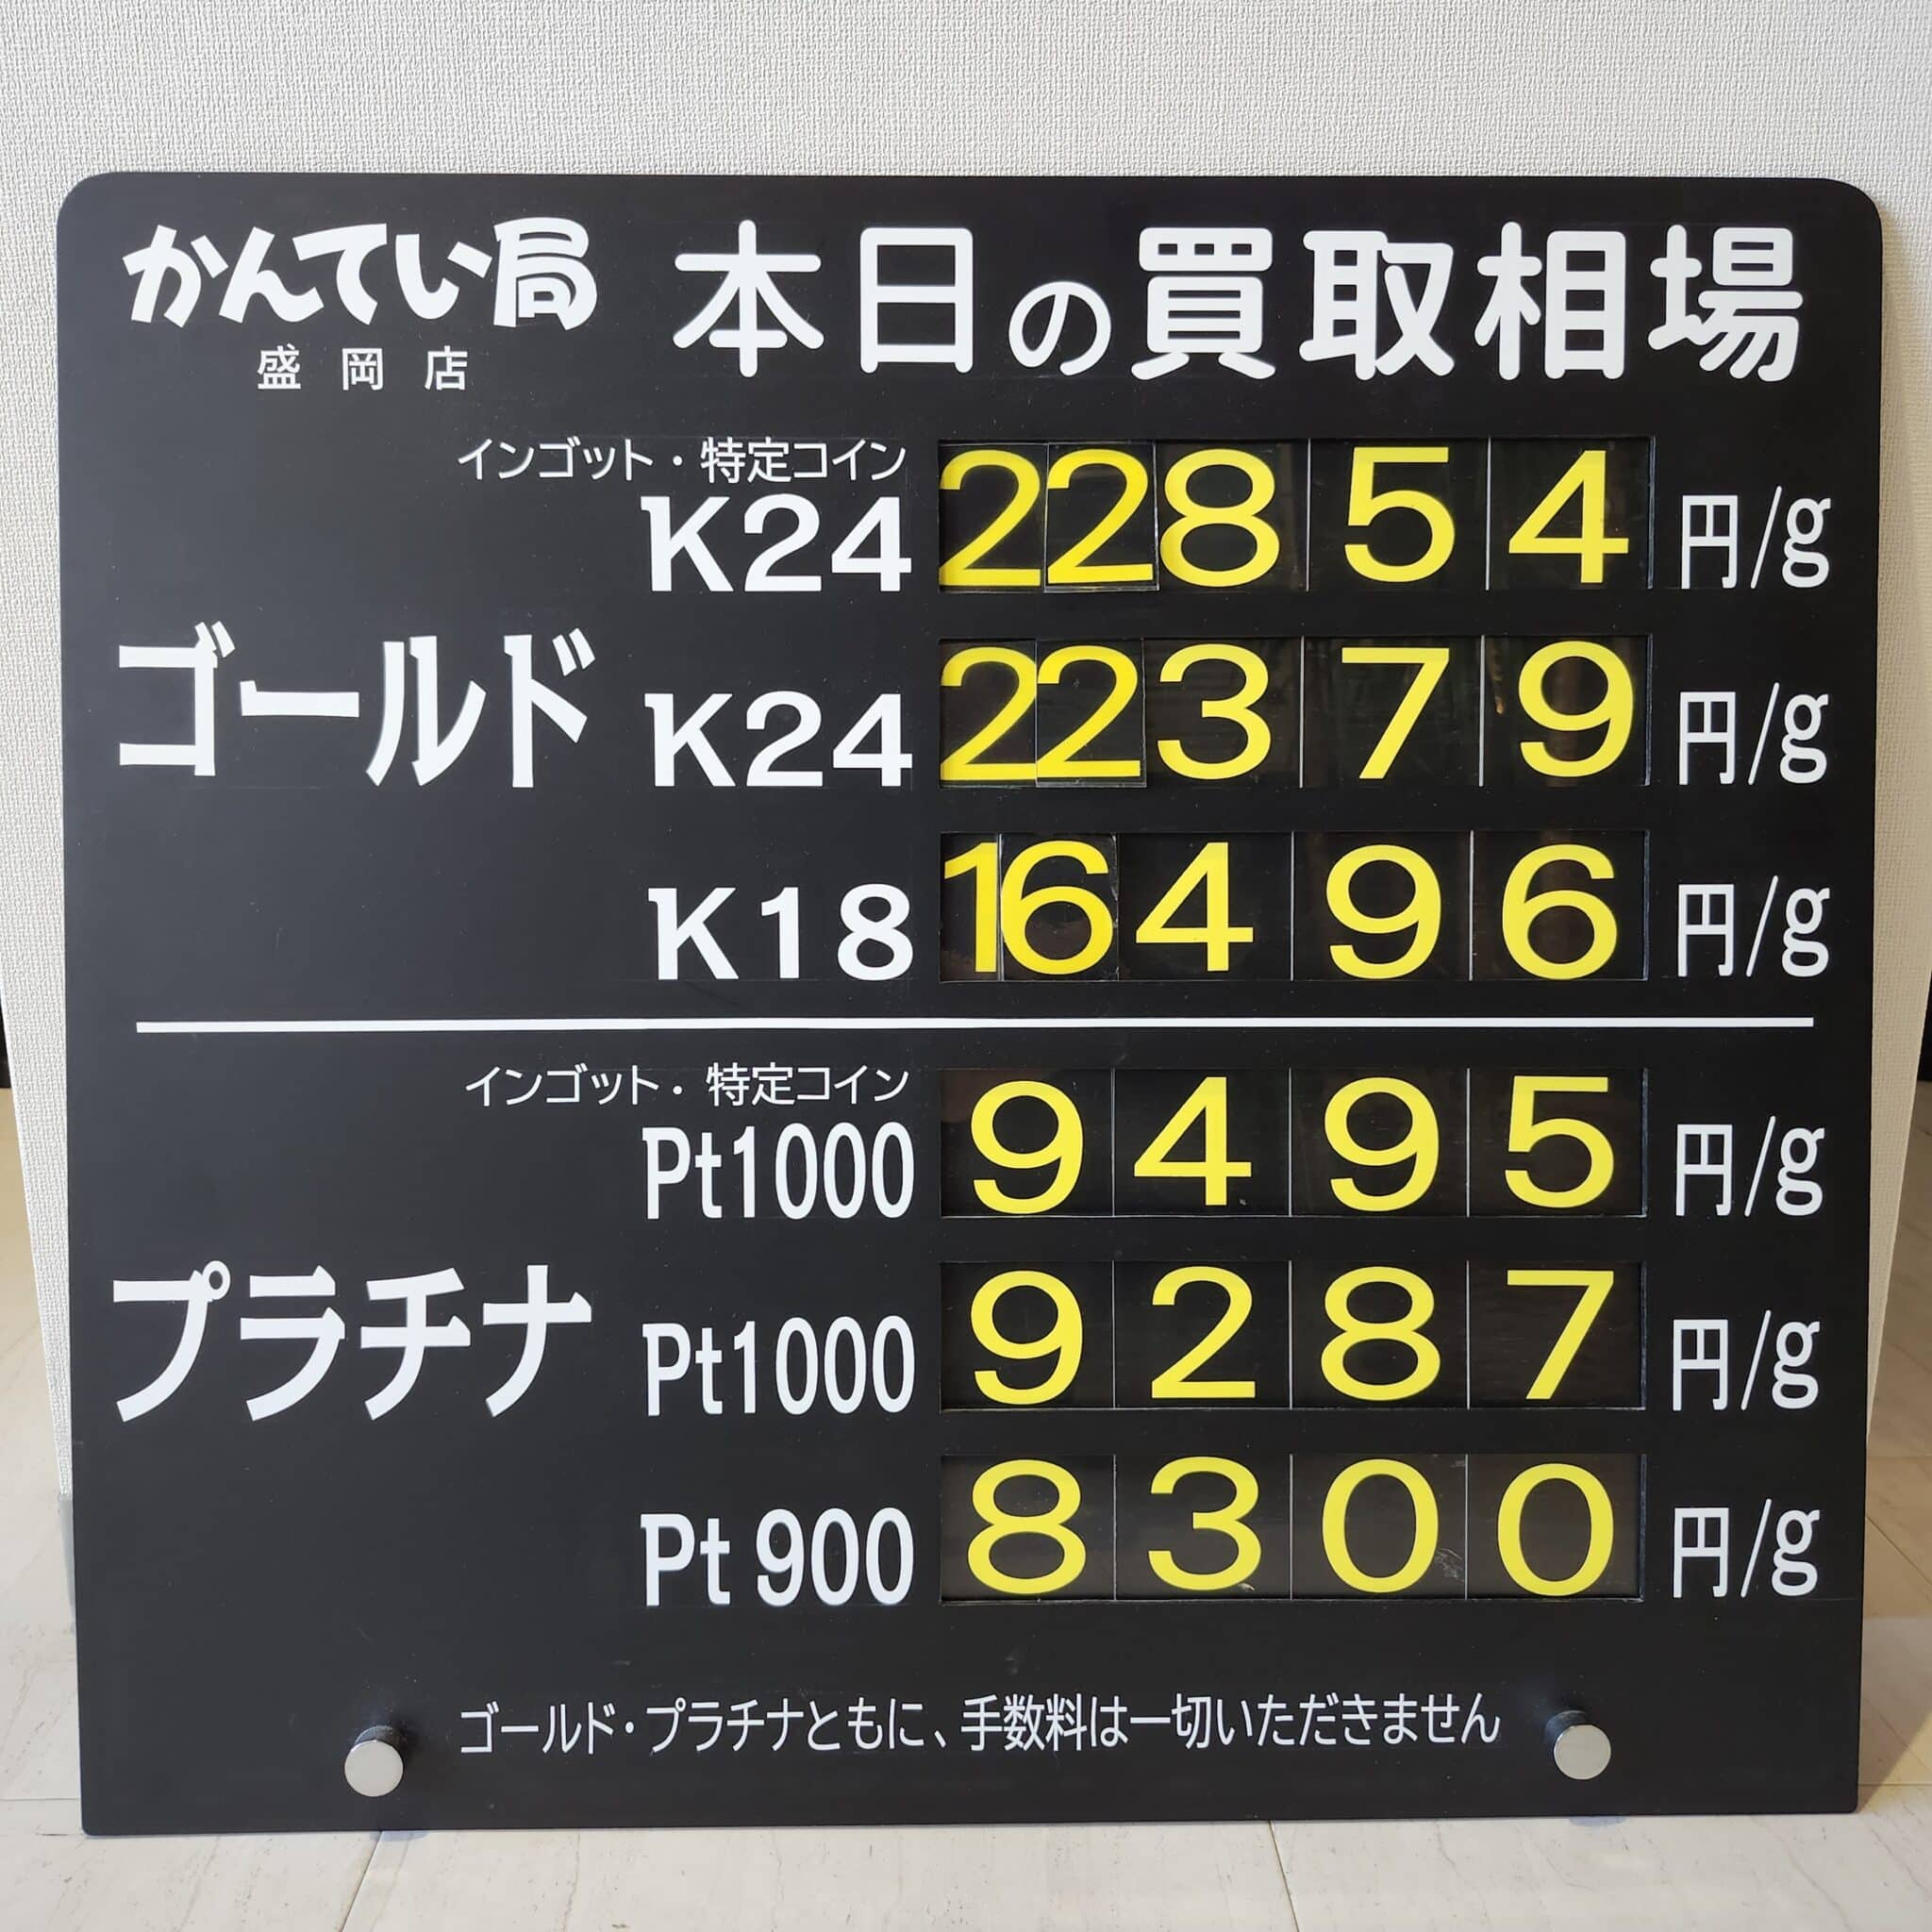 かんてい局 本日の買取相場
盛岡店
インゴット・特定コイン
K24 22854 円/g
ゴールド K24 22379 円/g
K18 16496 円/g
インゴット・特定コイン
Pt1000 9495 円/g
プラチナ Pt1000 9287 円/g
Pt 900 8300 円/g
ゴールド・プラチナともに、手数料は一切いただきません